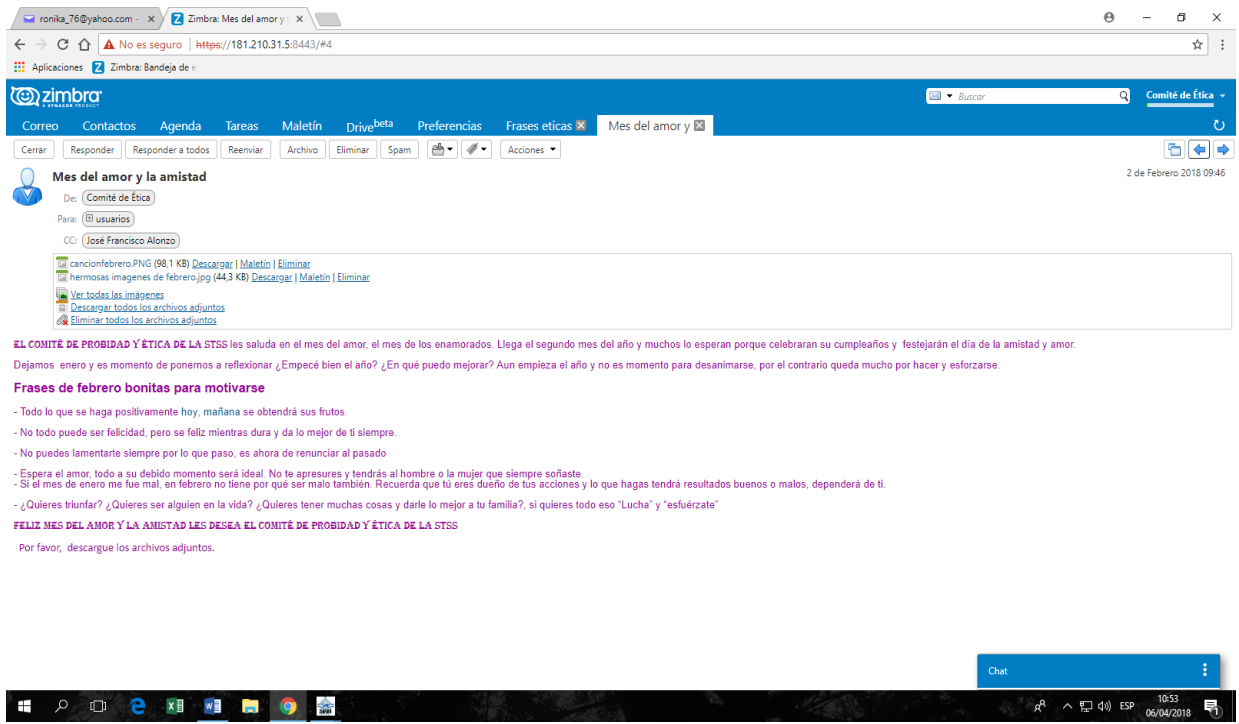 ronika_76@yahoo.com - × Zimbra: Mes del amor y ×
No es seguro | https://181.210.31.5:8443/#4
Aplicaciones Zimbra: Bandeja de e
zimbra
A SYNACOR PRODUCT
Buscar
Comité de Ética
Correo Contactos Agenda Tareas Maletín Drive beta Preferencias Frases eticas Mes del amor y
Cerrar Responder Responder a todos Reenviar Archivo Eliminar Spam Acciones
Mes del amor y la amistad
2 de Febrero 2018 09:46
De: Comité de Ética
Para: usuarios
CC: José Francisco Alonzo
cancionfebrero.PNG (98,1 KB) Descargar | Maletín | Eliminar
hermosas imagenes de febrero.jpg (44,3 KB) Descargar | Maletín | Eliminar
Ver todas las imágenes
Descargar todos los archivos adjuntos
Eliminar todos los archivos adjuntos
EL COMITÉ DE PROBIDAD Y ÉTICA DE LA STSS les saluda en el mes del amor, el mes de los enamorados. Llega el segundo mes del año y muchos lo esperan porque celebraran su cumpleaños y festejarán el día de la amistad y amor.
Dejamos enero y es momento de ponernos a reflexionar ¿Empecé bien el año? ¿En qué puedo mejorar? Aun empieza el año y no es momento para desanimarse, por el contrario queda mucho por hacer y esforzarse.
Frases de febrero bonitas para motivarse
- Todo lo que se haga positivamente hoy, mañana se obtendrá sus frutos.
- No todo puede ser felicidad, pero se feliz mientras dura y da lo mejor de ti siempre.
- No puedes lamentarte siempre por lo que paso, es ahora de renunciar al pasado
- Espera el amor, todo a su debido momento será ideal. No te apresures y tendrás al hombre o la mujer que siempre soñaste.
- Si el mes de enero me fue mal, en febrero no tiene por qué ser malo también. Recuerda que tú eres dueño de tus acciones y lo que hagas tendrá resultados buenos o malos, dependerá de ti.
- ¿Quieres triunfar? ¿Quieres ser alguien en la vida? ¿Quieres tener muchas cosas y darle lo mejor a tu familia?, si quieres todo eso “Lucha” y “esfuérzate”
FELIZ MES DEL AMOR Y LA AMISTAD LES DESEA EL COMITÉ DE PROBIDAD Y ÉTICA DE LA STSS
Por favor, descargue los archivos adjuntos.
Chat
ESP
10:53
06/04/2018